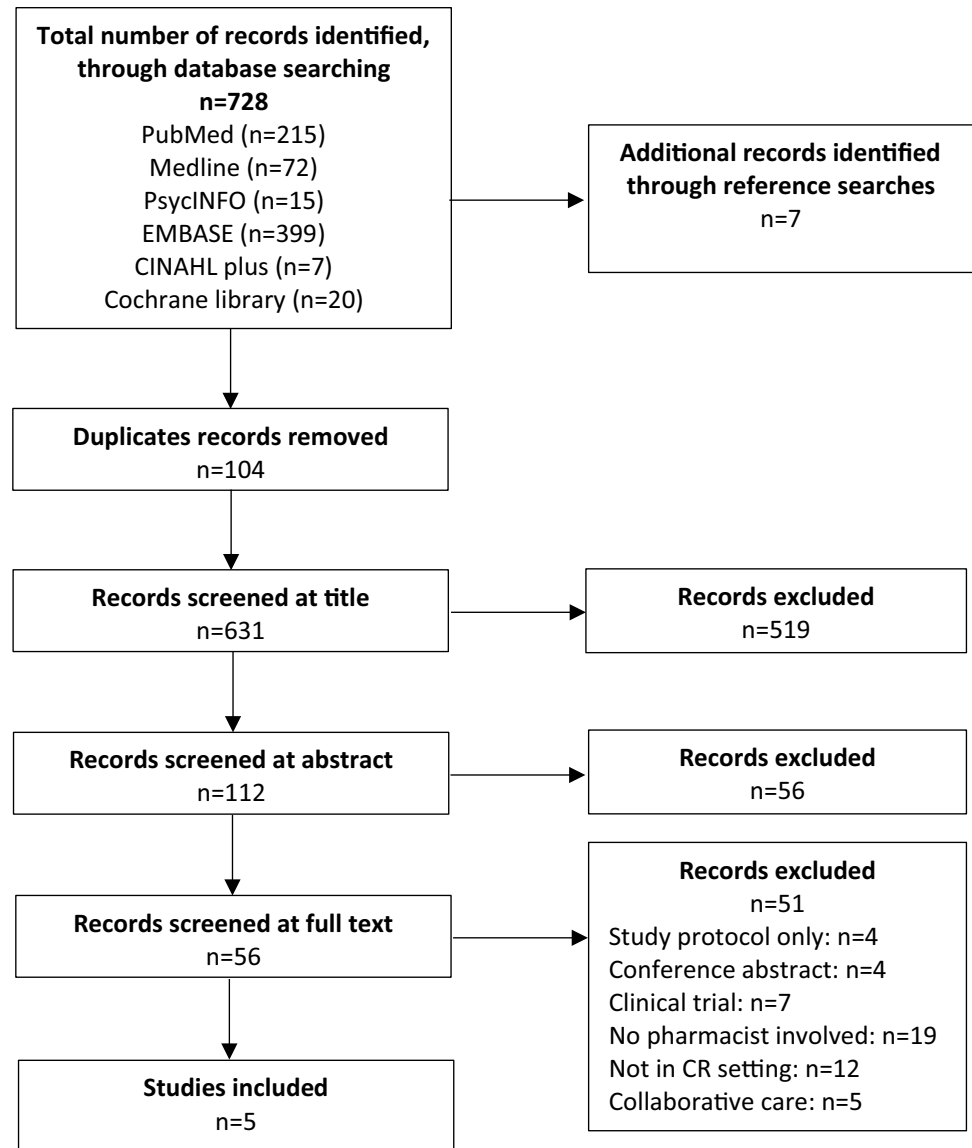 Total number of records identified,
through database searching
n=728
PubMed (n=215)
Medline (n=72)
PsycINFO (n=15)
EMBASE (n=399)
CINAHL plus (n=7)
Cochrane library (n=20)
Additional records identified
through reference searches
n=7
Duplicates records removed
n=104
Records screened at title
n=631
Records excluded
n=519
Records screened at abstract
n=112
Records excluded
n=56
Records screened at full text
n=56
Records excluded
n=51
Study protocol only: n=4
Conference abstract: n=4
Clinical trial: n=7
No pharmacist involved: n=19
Not in CR setting: n=12
Collaborative care: n=5
Studies included
n=5